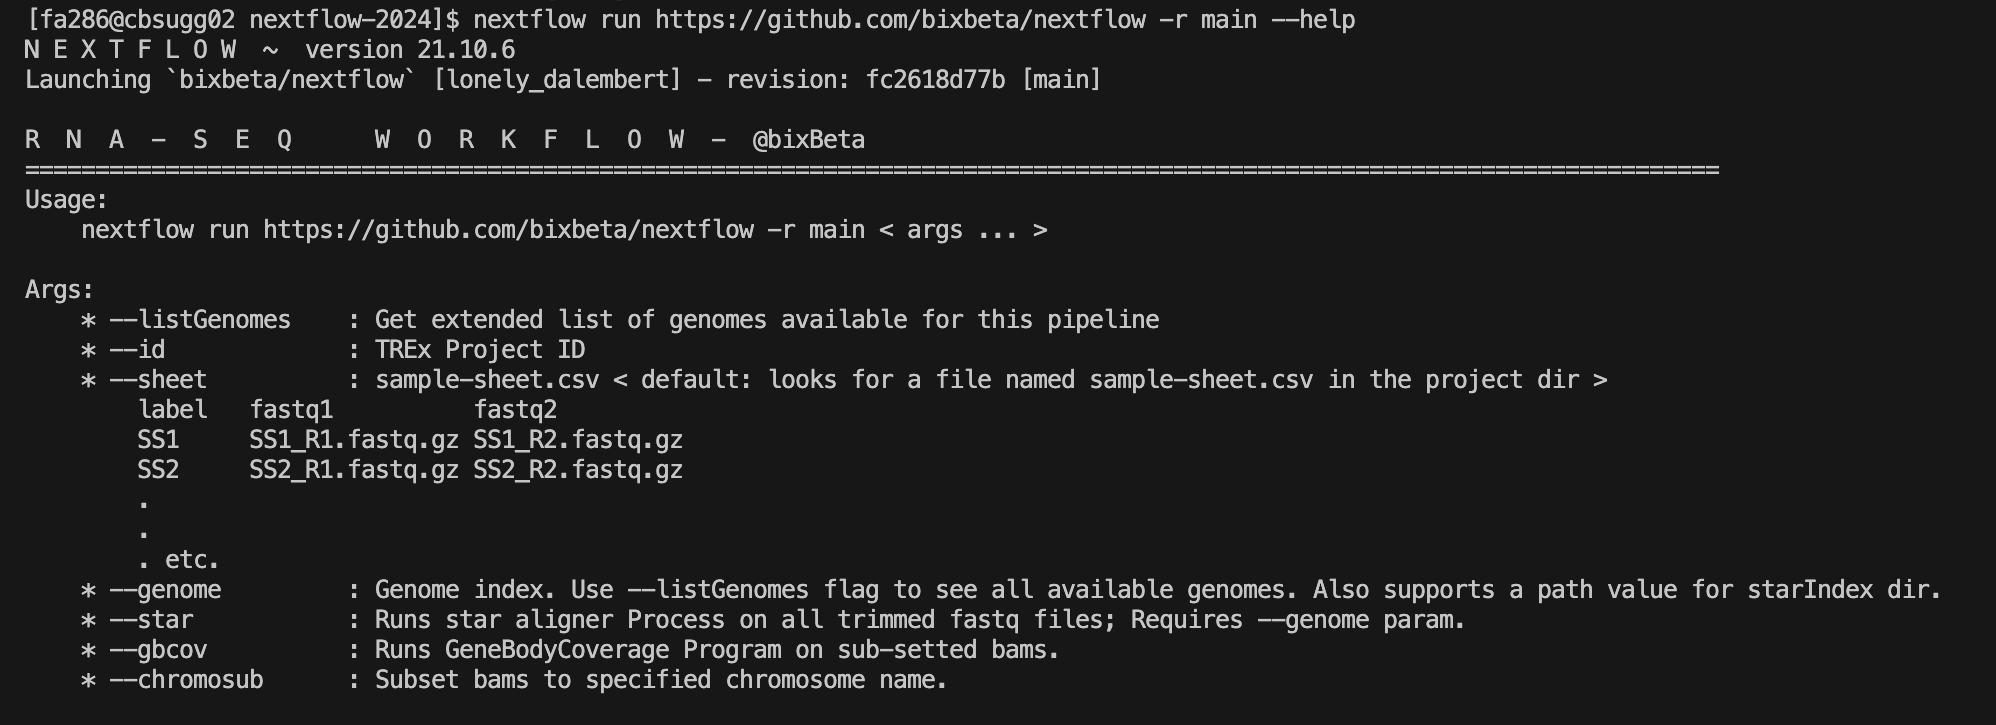 [fa286@cbsugg02 nextflow-2024]$ nextflow run https://github.com/bixbeta/nextflow -r main --help
N E X T F L O W  ~  version 21.10.6
Launching `bixbeta/nextflow` [lonely_dalembert] - revision: fc2618d77b [main]
R  N  A  -  S  E  Q      W  O  R  K  F  L  O  W  -  @bixBeta
=========================================================================================================================
Usage:
    nextflow run https://github.com/bixbeta/nextflow -r main < args ... >
Args:
    * --listGenomes    : Get extended list of genomes available for this pipeline
    * --id             : TREx Project ID
    * --sheet          : sample-sheet.csv < default: looks for a file named sample-sheet.csv in the project dir >
        label   fastq1          fastq2
        SS1     SS1_R1.fastq.gz SS1_R2.fastq.gz
        SS2     SS2_R1.fastq.gz SS2_R2.fastq.gz
        .
        .
        . etc.
    * --genome         : Genome index. Use --listGenomes flag to see all available genomes. Also supports a path value for starIndex dir.
    * --star           : Runs star aligner Process on all trimmed fastq files; Requires --genome param.
    * --gbcov          : Runs GeneBodyCoverage Program on sub-setted bams.
    * --chromosub      : Subset bams to specified chromosome name.